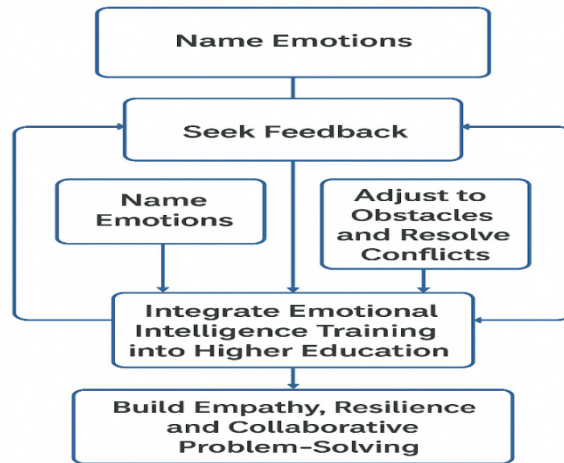 Name Emotions
Seek Feedback
Name
Emotions
Adjust to
Obstacles
and Resolve
Conflicts
Integrate Emotional
Intelligence Training
into Higher Education
Build Empathy, Resilience
and Collaborative
Problem-Solving